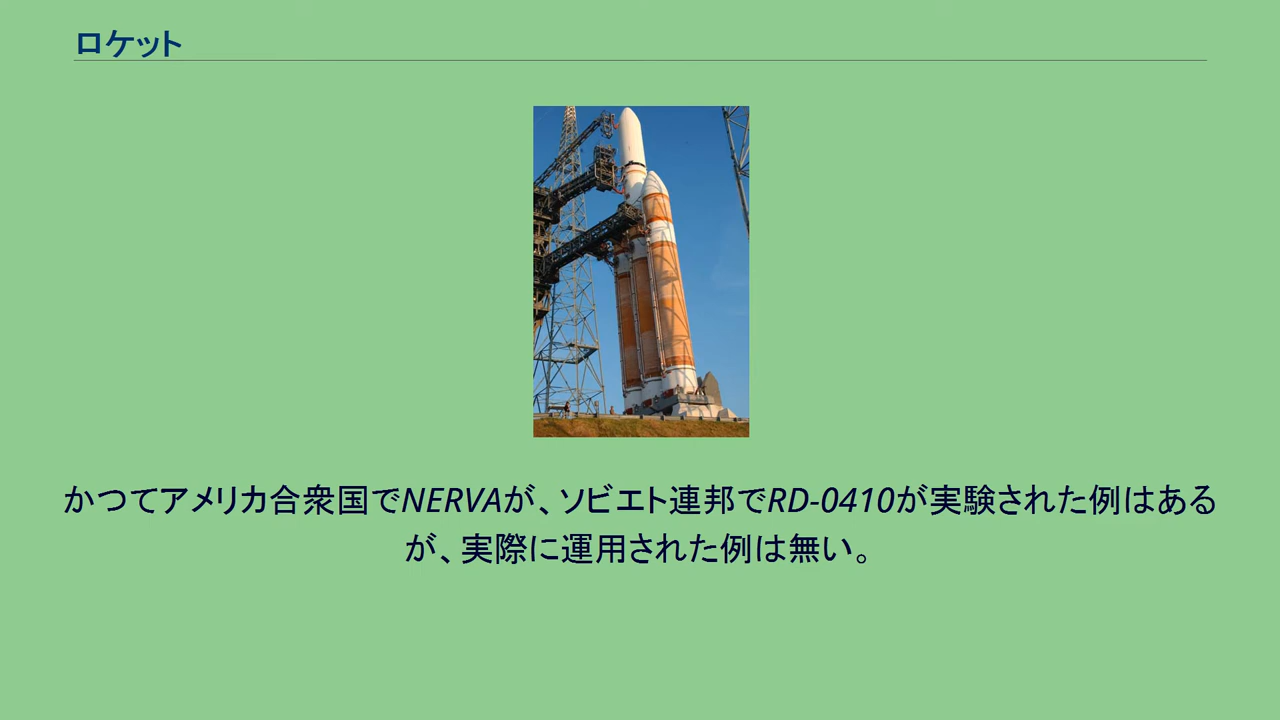 ロケット
かつてアメリカ合衆国でNERVAが、ソビエト連邦でRD-0410が実験された例はある
が、実際に運用された例は無い。